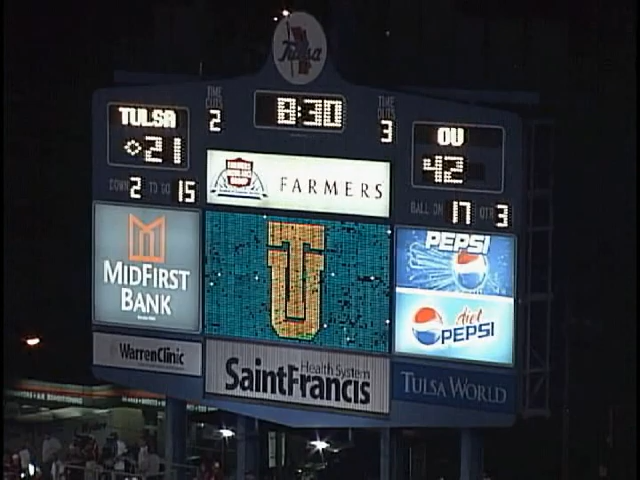 Tulsa
TULSA
21
TIME OUTS
2
8:30
TIME OUTS
3
OU
42
DOWN 2 TO GO 15
FARMERS
BALL ON 17 QTR 3
MIDFIRST
BANK
TU
PEPSI
diet
PEPSI
WarrenClinic
Health System
SaintFrancis
TULSA WORLD